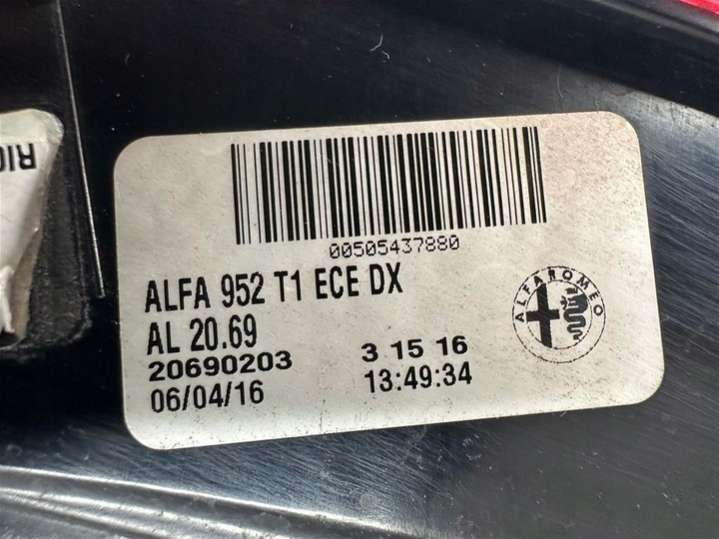 RIC
00505437880
ALFA 952 T1 ECE DX
AL 20.69
20690203 3 15 16
06/04/16 13:49:34
ALFA ROMEO